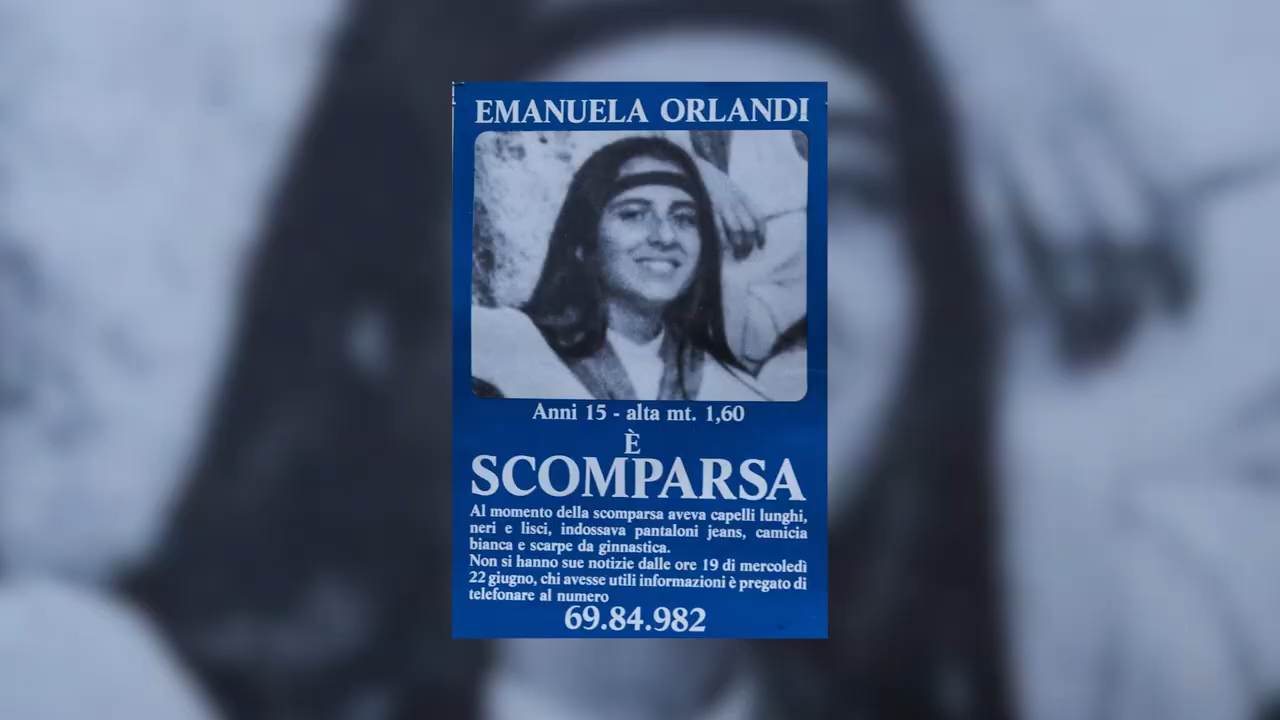 EMANUELA ORLANDI
Anni 15 - alta mt. 1,60
È
SCOMPARSA
Al momento della scomparsa aveva capelli lunghi,
neri e lisci, indossava pantaloni jeans, camicia
bianca e scarpe da ginnastica.
Non si hanno sue notizie dalle ore 19 di mercoledì
22 giugno, chi avesse utili informazioni è pregato di
telefonare al numero
69.84.982